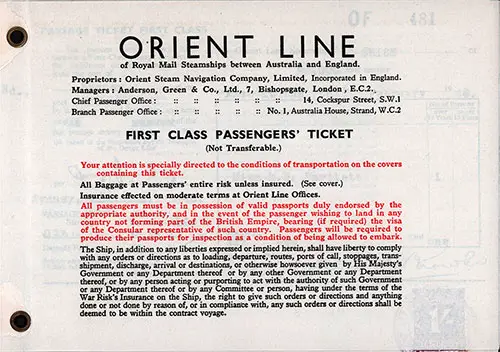 OF 481
ORIENT LINE
of Royal Mail Steamships between Australia and England.
Proprietors : Orient Steam Navigation Company, Limited, Incorporated in England.
Managers : Anderson, Green & Co., Ltd., 7, Bishopsgate, London, E.C.2.
Chief Passenger Office : :: :: :: :: :: 14, Cockspur Street, S.W.1
Branch Passenger Office : :: :: :: No. 1, Australia House, Strand, W.C.2
FIRST CLASS PASSENGERS' TICKET
(Not Transferable.)
Your attention is specially directed to the conditions of transportation on the covers
containing this ticket.
All Baggage at Passengers' entire risk unless insured. (See cover.)
Insurance effected on moderate terms at Orient Line Offices.
All passengers must be in possession of valid passports duly endorsed by the
appropriate authority, and in the event of the passenger wishing to land in any
country not forming part of the British Empire, bearing (if required) the visa
of the Consular representative of such country. Passengers will be required to
produce their passports for inspection as a condition of being allowed to embark.
The Ship, in addition to any liberties expressed or implied herein, shall have liberty to comply
with any orders or directions as to loading, departure, routes, ports of call, stoppages, trans-
shipment, discharge, arrival or destinations, or otherwise howsoever given by His Majesty's
Government or any Department thereof or by any other Government or any Department
thereof, or by any person acting or purporting to act with the authority of such Government
or any Department thereof or by any Committee or person, having under the terms of the
War Risk's Insurance on the Ship, the right to give such orders or directions and anything
done or not done by reason of, or in compliance with, any such orders or directions shall be
deemed to be within the contract voyage.